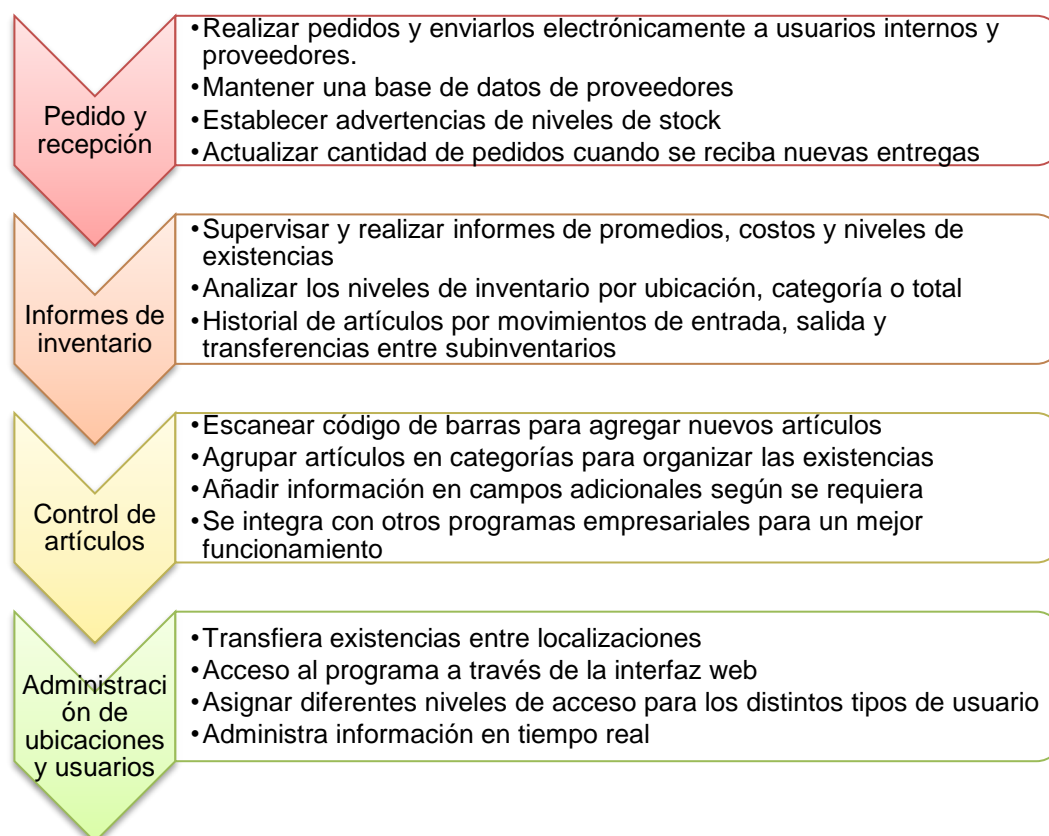 Pedido y
recepción
•Realizar pedidos y enviarlos electrónicamente a usuarios internos y
proveedores.
•Mantener una base de datos de proveedores
•Establecer advertencias de niveles de stock
•Actualizar cantidad de pedidos cuando se reciba nuevas entregas
Informes de
inventario
•Supervisar y realizar informes de promedios, costos y niveles de
existencias
•Analizar los niveles de inventario por ubicación, categoría o total
•Historial de artículos por movimientos de entrada, salida y
transferencias entre subinventarios
Control de
artículos
•Escanear código de barras para agregar nuevos artículos
•Agrupar artículos en categorías para organizar las existencias
•Añadir información en campos adicionales según se requiera
•Se integra con otros programas empresariales para un mejor
funcionamiento
Administraci
ón de
ubicaciones
y usuarios
•Transfiera existencias entre localizaciones
•Acceso al programa a través de la interfaz web
•Asignar diferentes niveles de acceso para los distintos tipos de usuario
•Administra información en tiempo real